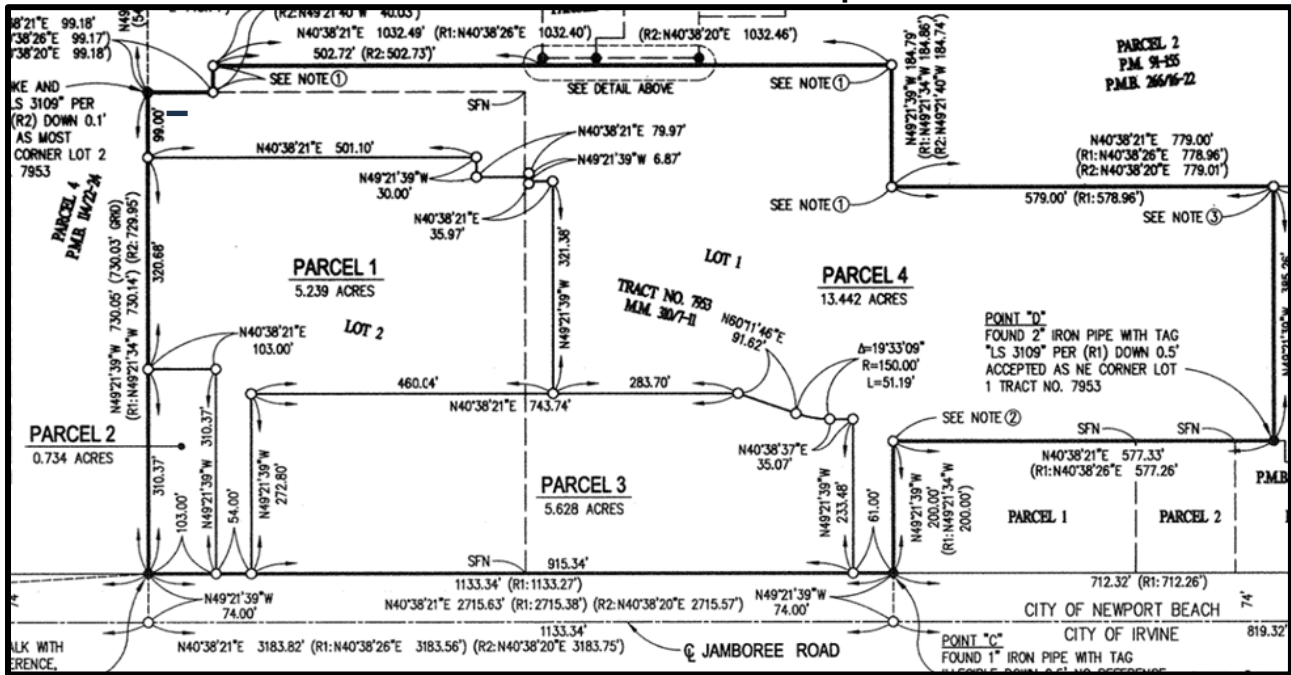 (R2:N49°21'40"W 40.03')
N40°38'21"E 1032.49' (R1:N40°38'26"E 1032.40')
(R2:N40°38'20"E 1032.46')
38'21"E 99.18'
°38'26"E 99.17')
°38'20"E 99.18')
502.72' (R2:502.73')
SEE NOTE ①
SEE DETAIL ABOVE
SEE NOTE ①
N49°21'39"W 184.79'
(R1:N49°21'34"W 184.86')
(R2:N49°21'40"W 184.74')
PARCEL 2
P.M. 91-155
P.M.B. 266/16-22
KE AND
LS 3109" PER
(R2) DOWN 0.1'
AS MOST
CORNER LOT 2
7953
99.00'
SFN
N40°38'21"E 501.10'
N40°38'21"E 79.97'
N49°21'39"W 6.87'
N49°21'39"W
30.00'
N40°38'21"E
35.97'
N40°38'21"E 779.00'
(R1:N40°38'26"E 778.96')
(R2:N40°38'20"E 779.01')
579.00' (R1:578.96')
SEE NOTE ①
SEE NOTE ③
PARCEL 4
P.M.B. 114/22-24
N49°21'39"W 730.05' (730.03' GRID)
(R1:N49°21'34"W 730.14') (R2:729.95')
320.68'
PARCEL 1
5.239 ACRES
LOT 2
N49°21'39"W 321.38'
LOT 1
TRACT NO. 7953
M.M. 310/7-11
PARCEL 4
13.442 ACRES
N60°11'46"E
91.62'
Δ=19°33'09"
R=150.00'
L=51.19'
POINT "D"
FOUND 2" IRON PIPE WITH TAG
"LS 3109" PER (R1) DOWN 0.5'
ACCEPTED AS NE CORNER LOT
1 TRACT NO. 7953
N49°21'39"W 385.26'
N40°38'21"E
103.00'
460.04'
283.70'
N40°38'21"E 743.74'
SEE NOTE ②
SFN
SFN
N40°38'21"E 577.33'
(R1:N40°38'26"E 577.26')
P.M.B
PARCEL 2
0.734 ACRES
310.37'
103.00'
N49°21'39"W 310.37'
54.00'
N49°21'39"W
272.80'
N40°38'37"E
35.07'
PARCEL 3
5.628 ACRES
N49°21'39"W
233.48'
61.00'
N49°21'39"W
200.00'
(R1:N49°21'34"W
200.00')
PARCEL 1
PARCEL 2
SFN
915.34'
1133.34' (R1:1133.27')
712.32' (R1:712.26')
74'
74'
N49°21'39"W
74.00'
N40°38'21"E 2715.63' (R1:2715.38') (R2:N40°38'20"E 2715.57')
N49°21'39"W
74.00'
CITY OF NEWPORT BEACH
CITY OF IRVINE
819.32'
1133.34'
N40°38'21"E 3183.82' (R1:N40°38'26"E 3183.56') (R2:N40°38'20"E 3183.75')
℄ JAMBOREE ROAD
ALK WITH
ERENCE,
POINT "C"
FOUND 1" IRON PIPE WITH TAG